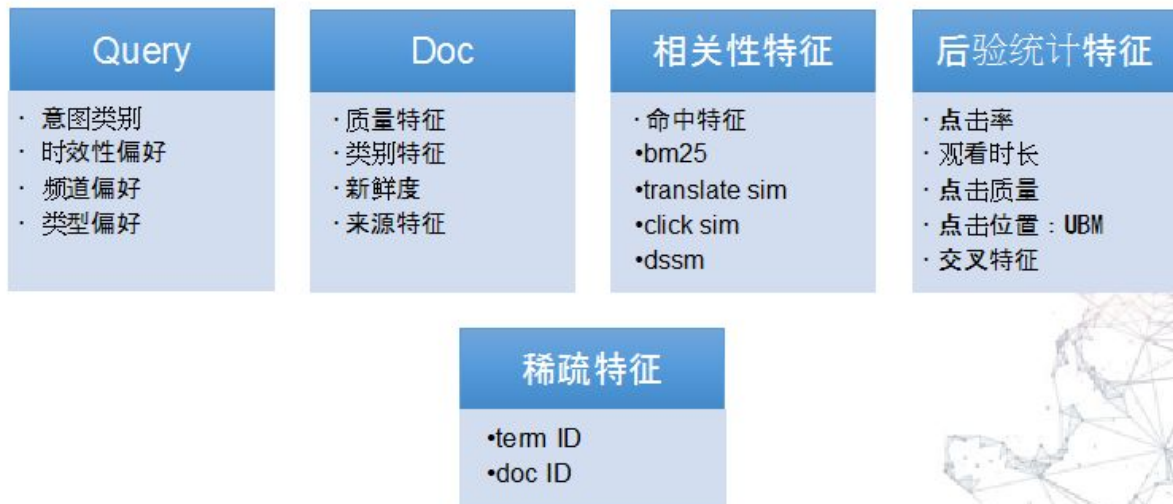 Query
· 意图类别
· 时效性偏好
· 频道偏好
· 类型偏好
Doc
· 质量特征
· 类别特征
· 新鲜度
· 来源特征
相关性特征
· 命中特征
•bm25
•translate sim
•click sim
•dssm
后验统计特征
· 点击率
· 观看时长
· 点击质量
· 点击位置：UBM
· 交叉特征
稀疏特征
•term ID
•doc ID